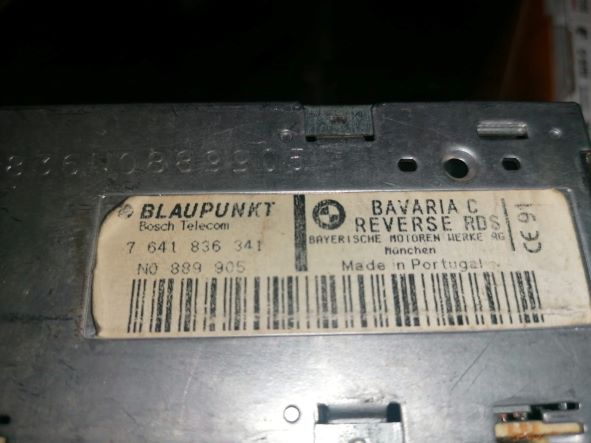 836N0889905
BLAUPUNKT
Bosch Telecom
7 641 836 341
N0 889 905
BAVARIA C
REVERSE RDS
BAYERISCHE MOTOREN WERKE AG
München
Made in Portugal
CE 91